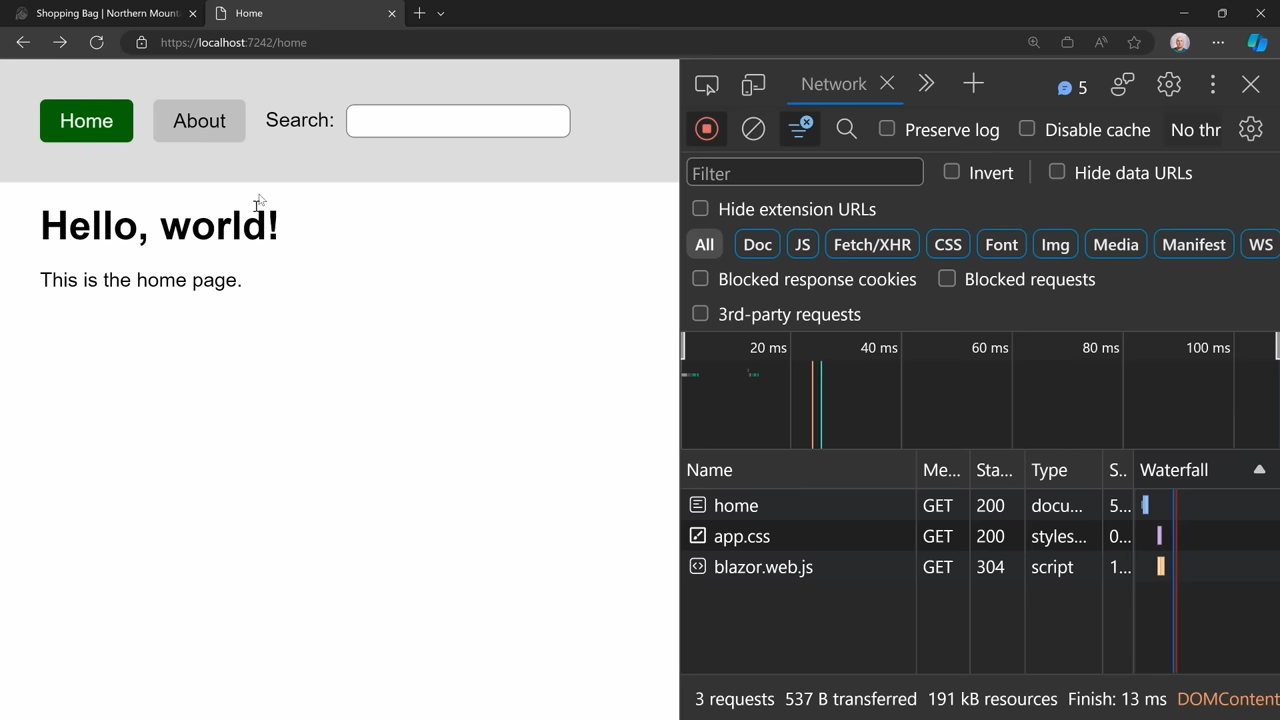 Shopping Bag | Northern Mount
Home
https://localhost:7242/home
Home
About
Search:
Hello, world!
This is the home page.
Network
5
Preserve log
Disable cache
No thr
Filter
Invert
Hide data URLs
Hide extension URLs
All
Doc
JS
Fetch/XHR
CSS
Font
Img
Media
Manifest
WS
Blocked response cookies
Blocked requests
3rd-party requests
20 ms
40 ms
60 ms
80 ms
100 ms
Name
Me...
Sta...
Type
S..
Waterfall
home
GET
200
docu...
5...
app.css
GET
200
styles...
0...
blazor.web.js
GET
304
script
1...
3 requests
537 B transferred
191 kB resources
Finish: 13 ms
DOMContent